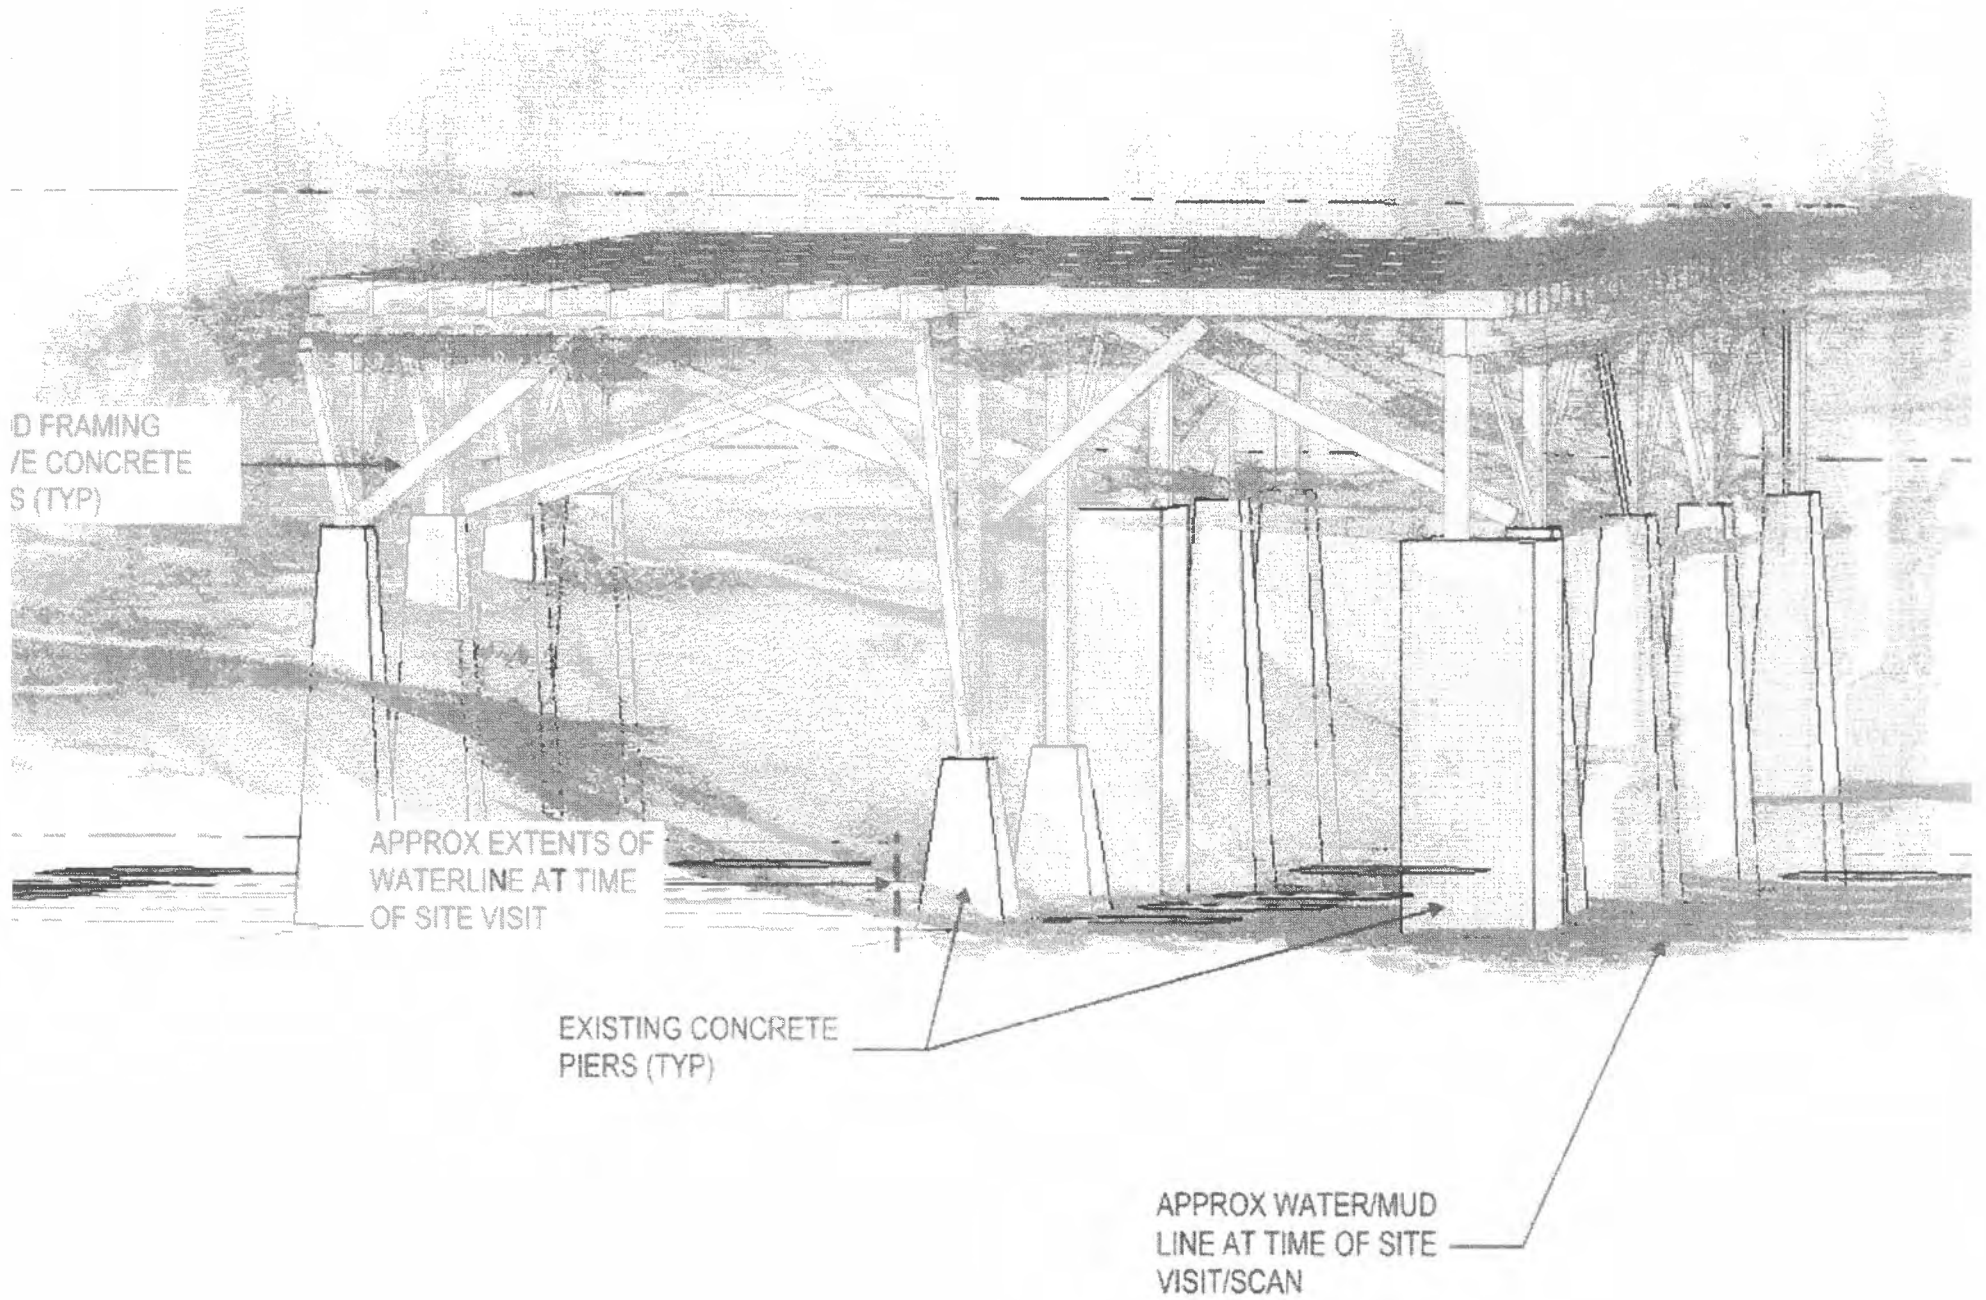 D FRAMING
/E CONCRETE
S (TYP)
APPROX EXTENTS OF
WATERLINE AT TIME
OF SITE VISIT
EXISTING CONCRETE
PIERS (TYP)
APPROX WATER/MUD
LINE AT TIME OF SITE
VISIT/SCAN